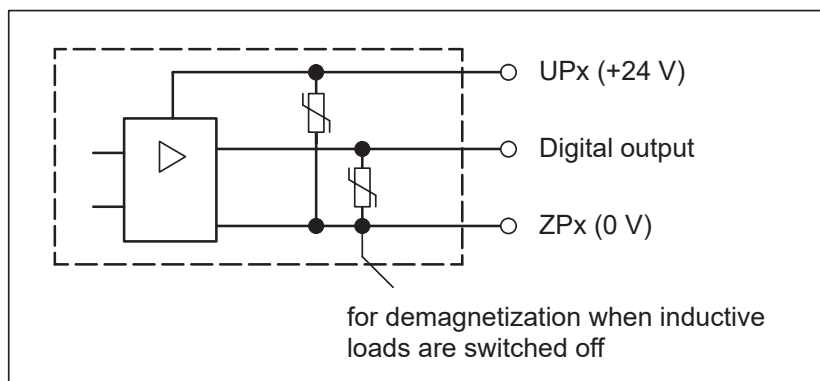 UPx (+24 V)
Digital output
ZPx (0 V)
for demagnetization when inductive
loads are switched off